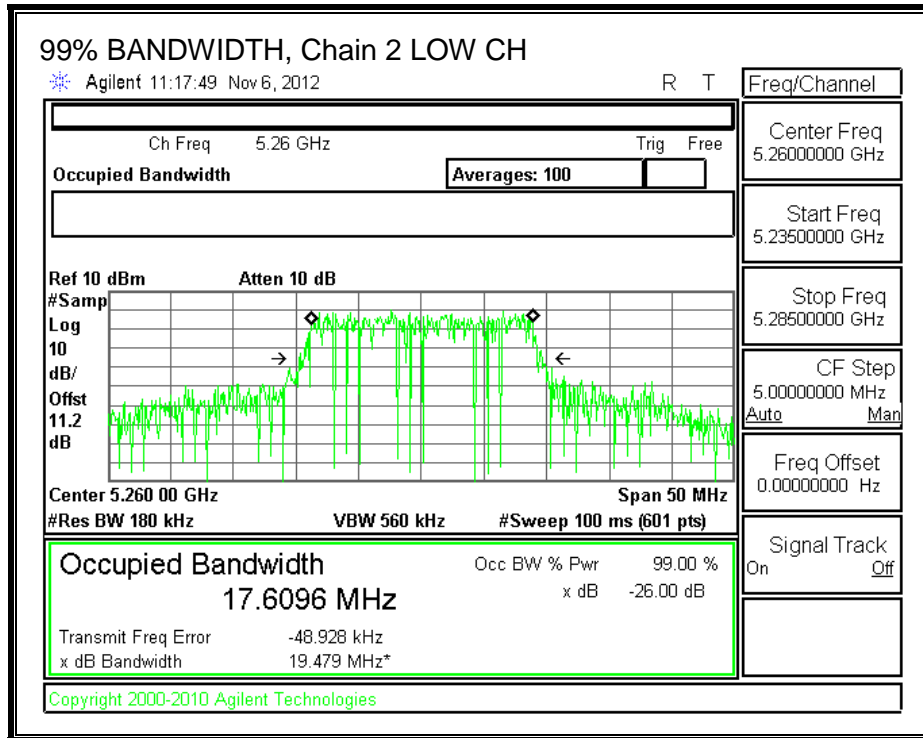 99% BANDWIDTH, Chain 2 LOW CH
Agilent 11:17:49 Nov 6, 2012 R T
Freq/Channel
Ch Freq 5.26 GHz Trig Free
Occupied Bandwidth Averages: 100
Center Freq
5.26000000 GHz
Start Freq
5.23500000 GHz
Stop Freq
5.28500000 GHz
CF Step
5.00000000 MHz
Auto Man
Freq Offset
0.00000000 Hz
Signal Track
On Off
Ref 10 dBm Atten 10 dB
#Samp
Log
10
dB/
Offst
11.2
dB
Center 5.260 00 GHz Span 50 MHz
#Res BW 180 kHz VBW 560 kHz #Sweep 100 ms (601 pts)
Occupied Bandwidth Occ BW % Pwr 99.00 %
17.6096 MHz x dB -26.00 dB
Transmit Freq Error -48.928 kHz
x dB Bandwidth 19.479 MHz*
Copyright 2000-2010 Agilent Technologies